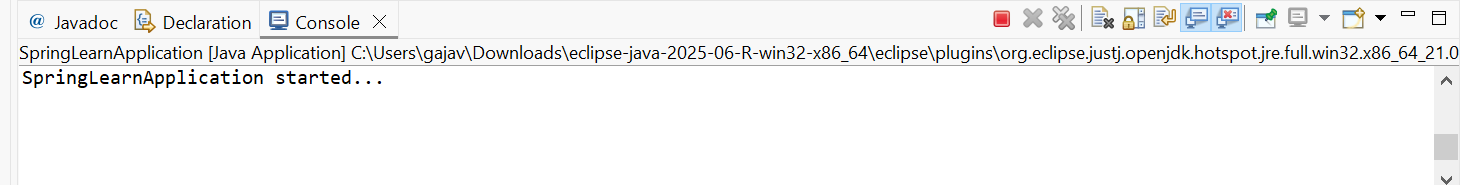 @ Javadoc Declaration Console
SpringLearnApplication [Java Application] C:\Users\gajav\Downloads\eclipse-java-2025-06-R-win32-x86_64\eclipse\plugins\org.eclipse.justj.openjdk.hotspot.jre.full.win32.x86_64_21.0
SpringLearnApplication started...